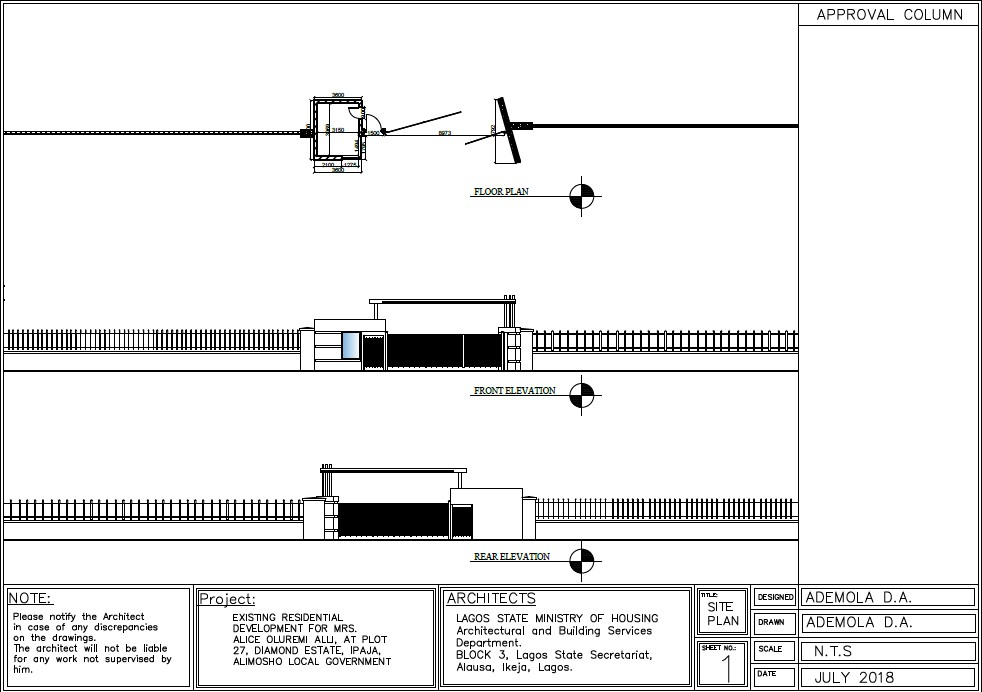 APPROVAL COLUMN
3600
3150
1500
8973
2100
1275
3600
FLOOR PLAN
FRONT ELEVATION
REAR ELEVATION
NOTE:
Please notify the Architect
in case of any discrepancies
on the drawings.
The architect will not be liable
for any work not supervised by
him.
Project:
EXISTING RESIDENTIAL
DEVELOPMENT FOR MRS.
ALICE OLUREMI ALLI, AT PLOT
27, DIAMOND ESTATE, IPAJA,
ALIMOSHO LOCAL GOVERNMENT
ARCHITECTS
LAGOS STATE MINISTRY OF HOUSING
Architectural and Building Services
Department.
BLOCK 3, Lagos State Secretariat,
Alausa, Ikeja, Lagos.
TITLE:
SITE
PLAN
SHEET NO.:
1
DESIGNED
ADEMOLA D.A.
DRAWN
ADEMOLA D.A.
SCALE
N.T.S
DATE
JULY 2018